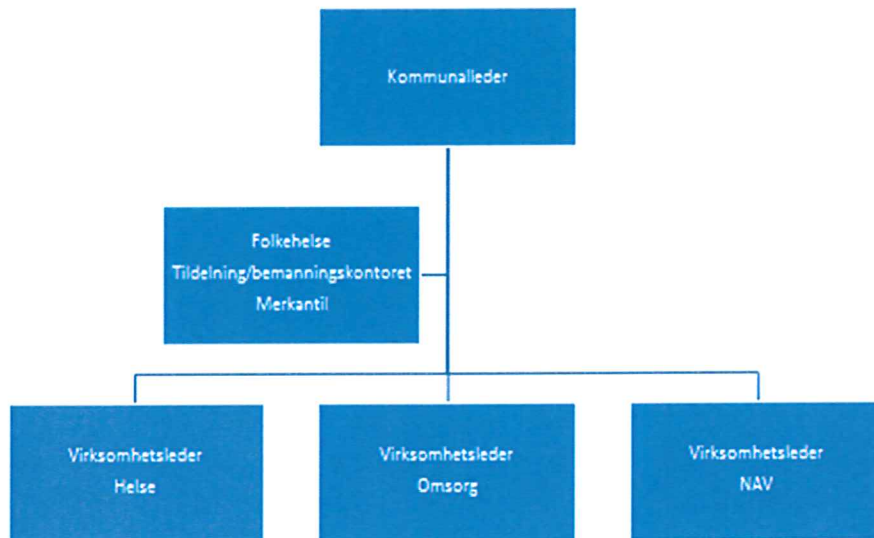 Kommunalleder
Folkehelse
Tildelning/bemanningskontoret
Merkantil
Virksomhetsleder
Helse
Virksomhetsleder
Omsorg
Virksomhetsleder
NAV